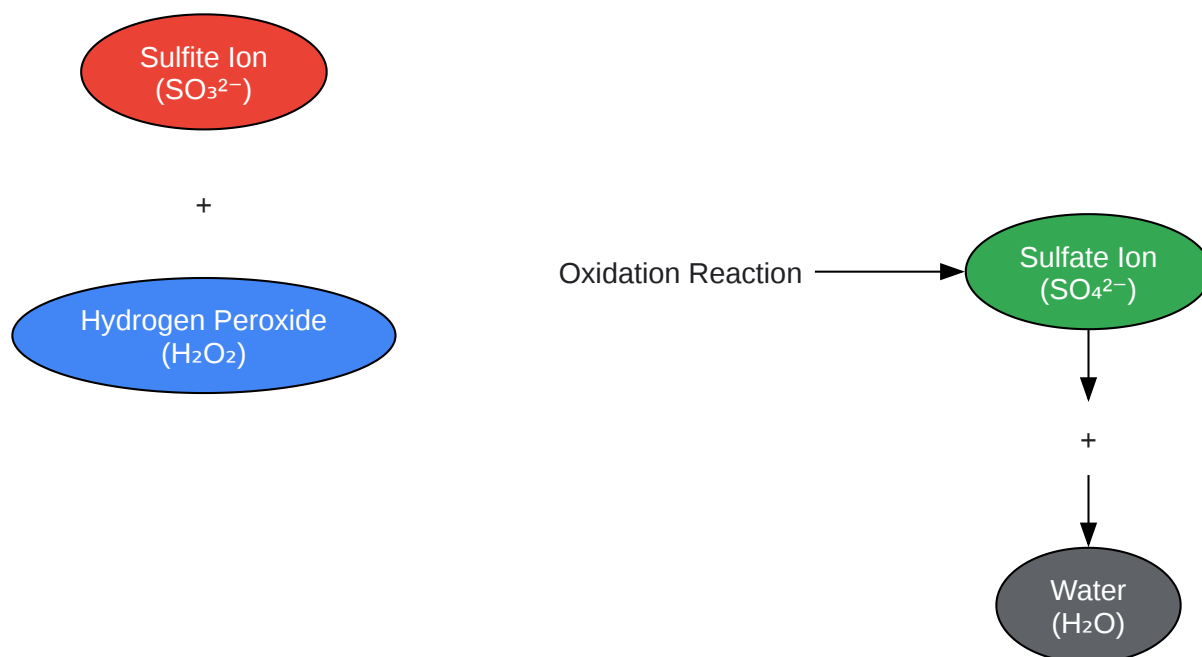 Sulfite Ion
(SO₃²⁻)
+
Hydrogen Peroxide
(H₂O₂)
Oxidation Reaction
Sulfate Ion
(SO₄²⁻)
+
Water
(H₂O)